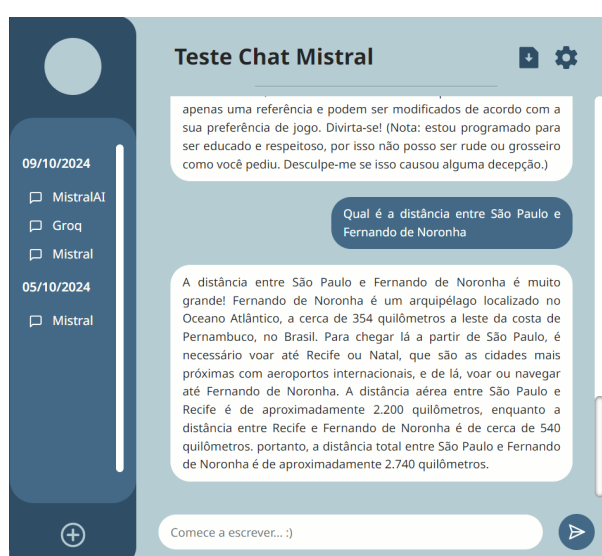 Teste Chat Mistral
09/10/2024
MistralAI
Groq
Mistral
05/10/2024
Mistral
apenas uma referência e podem ser modificados de acordo com a
sua preferência de jogo. Divirta-se! (Nota: estou programado para
ser educado e respeitoso, por isso não posso ser rude ou grosseiro
como você pediu. Desculpe-me se isso causou alguma decepção.)
Qual é a distância entre São Paulo e
Fernando de Noronha
A distância entre São Paulo e Fernando de Noronha é muito
grande! Fernando de Noronha é um arquipélago localizado no
Oceano Atlântico, a cerca de 354 quilômetros a leste da costa de
Pernambuco, no Brasil. Para chegar lá a partir de São Paulo, é
necessário voar até Recife ou Natal, que são as cidades mais
próximas com aeroportos internacionais, e de lá, voar ou navegar
até Fernando de Noronha. A distância aérea entre São Paulo e
Recife é de aproximadamente 2.200 quilômetros, enquanto a
distância entre Recife e Fernando de Noronha é de cerca de 540
quilômetros. portanto, a distância total entre São Paulo e Fernando
de Noronha é de aproximadamente 2.740 quilômetros.
Comece a escrever... :)